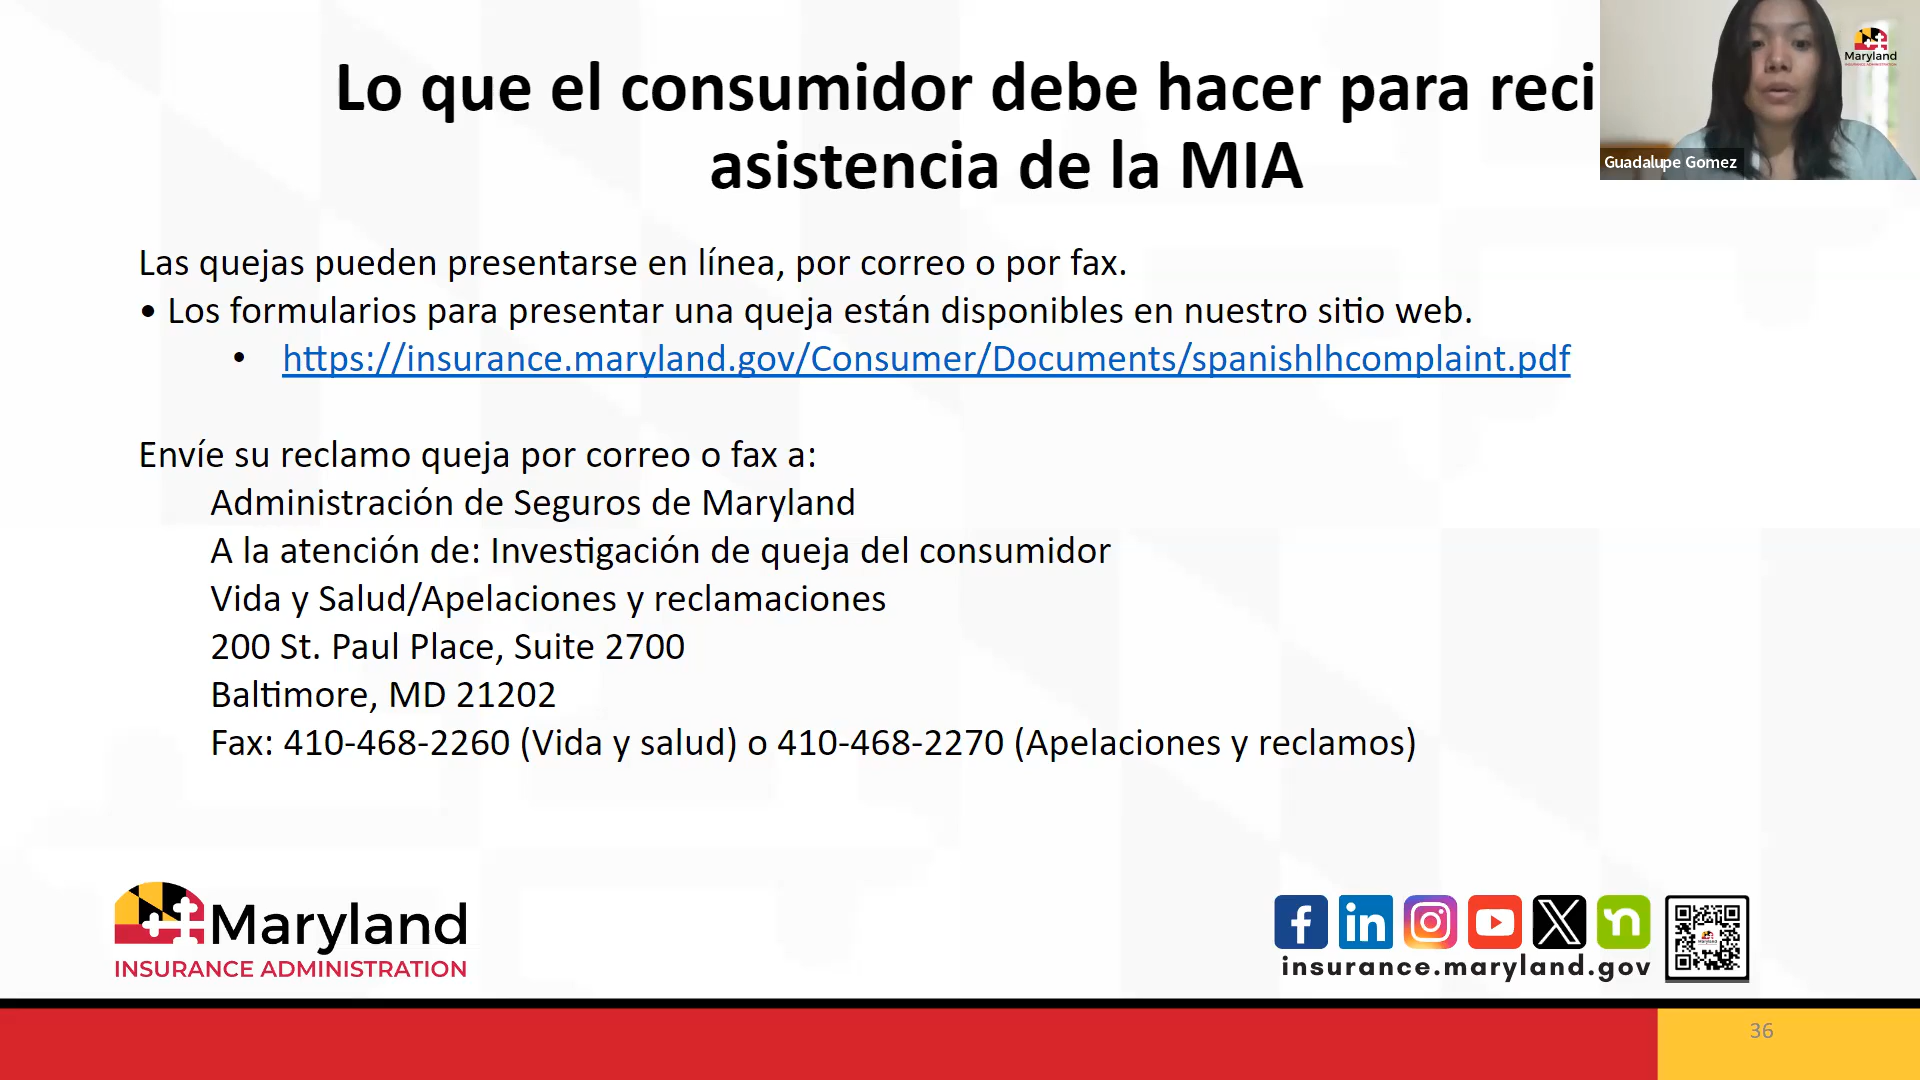 Lo que el consumidor debe hacer para reci
asistencia de la MIA
Maryland
Guadalupe Gomez
Las quejas pueden presentarse en línea, por correo o por fax.
• Los formularios para presentar una queja están disponibles en nuestro sitio web.
• https://insurance.maryland.gov/Consumer/Documents/spanishlhcomplaint.pdf
Envíe su reclamo queja por correo o fax a:
Administración de Seguros de Maryland
A la atención de: Investigación de queja del consumidor
Vida y Salud/Apelaciones y reclamaciones
200 St. Paul Place, Suite 2700
Baltimore, MD 21202
Fax: 410-468-2260 (Vida y salud) o 410-468-2270 (Apelaciones y reclamos)
Maryland
INSURANCE ADMINISTRATION
insurance.maryland.gov
36